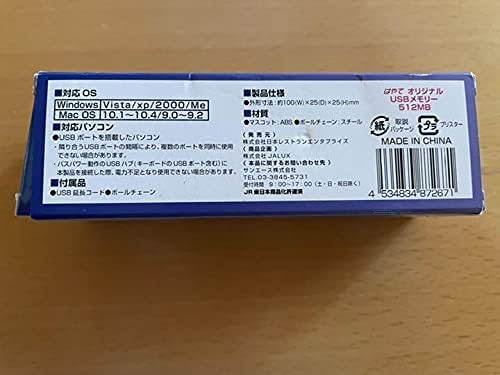 ■対応 OS
Windows Vista/xp/2000/Me
Mac OS 10.1~10.4/9.0~9.2
■対応パソコン
●USB ポートを搭載したパソコン
・隣り合うUSBポートの間隔により、複数のポートを同時に使用
できない場合があります。
・バスパワー動作のUSBハブ(キーボードのUSBポート含む)に
本製品を接続した際、電力不足となり使用できない場合があります。
■付属品
●USB 延長コード●ボールチェーン
■製品仕様
●外形寸法：約100(W)×25(D)×25(H)mm
■材質
●マスコット：ABS ●ボールチェーン：スチール
〈 発 売 元 〉
株式会社日本レストランエンタプライズ
〈 商 品 企 画 〉
株式会社 JALUX
〈本商品に関するお問い合わせ先〉
サンエース株式会社
TEL.03-3845-5731
受付時間 9：00~17：00 (土・日・祝日除く)
JR 東日本商品化許諾済
はやて オリジナル
USBメモリー
512MB
紙 取説
パッケージ
プラ ブリスター
MADE IN CHINA
4 534834 872671